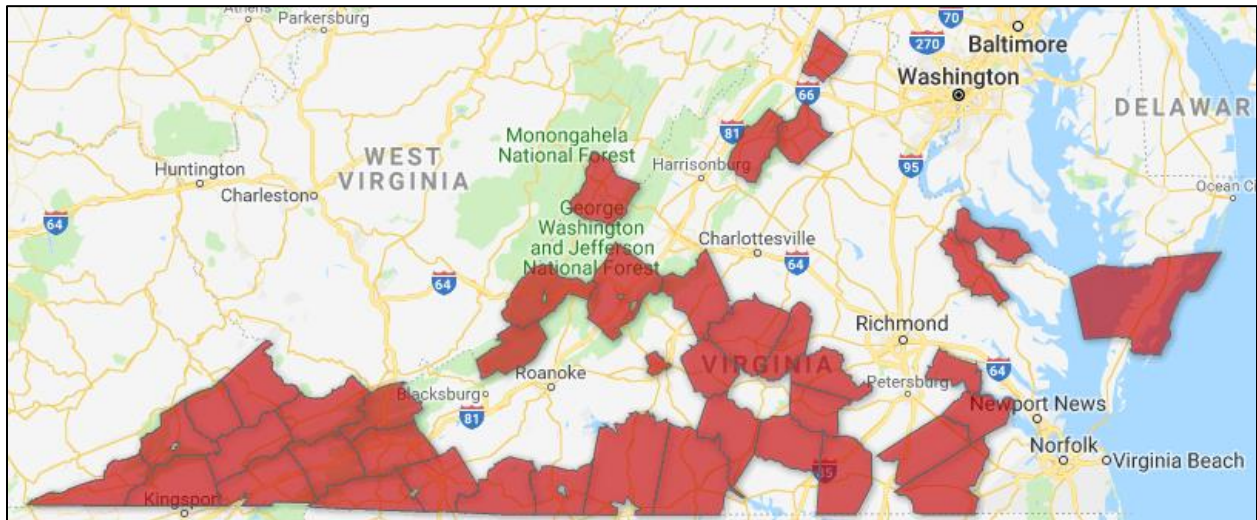 Athens
Parkersburg
70
270
Baltimore
Washington
66
DELAWAR
Monongahela
National Forest
81
WEST
VIRGINIA
Harrisonburg
95
Huntington
Charleston
Ocean Ci
64
George
Washington
and Jefferson
National Forest
Charlottesville
64
64
Richmond
VIRGINIA
64
Roanoke
Petersburg
Blacksburg
81
Newport News
Norfolk
Virginia Beach
85
Kingsport